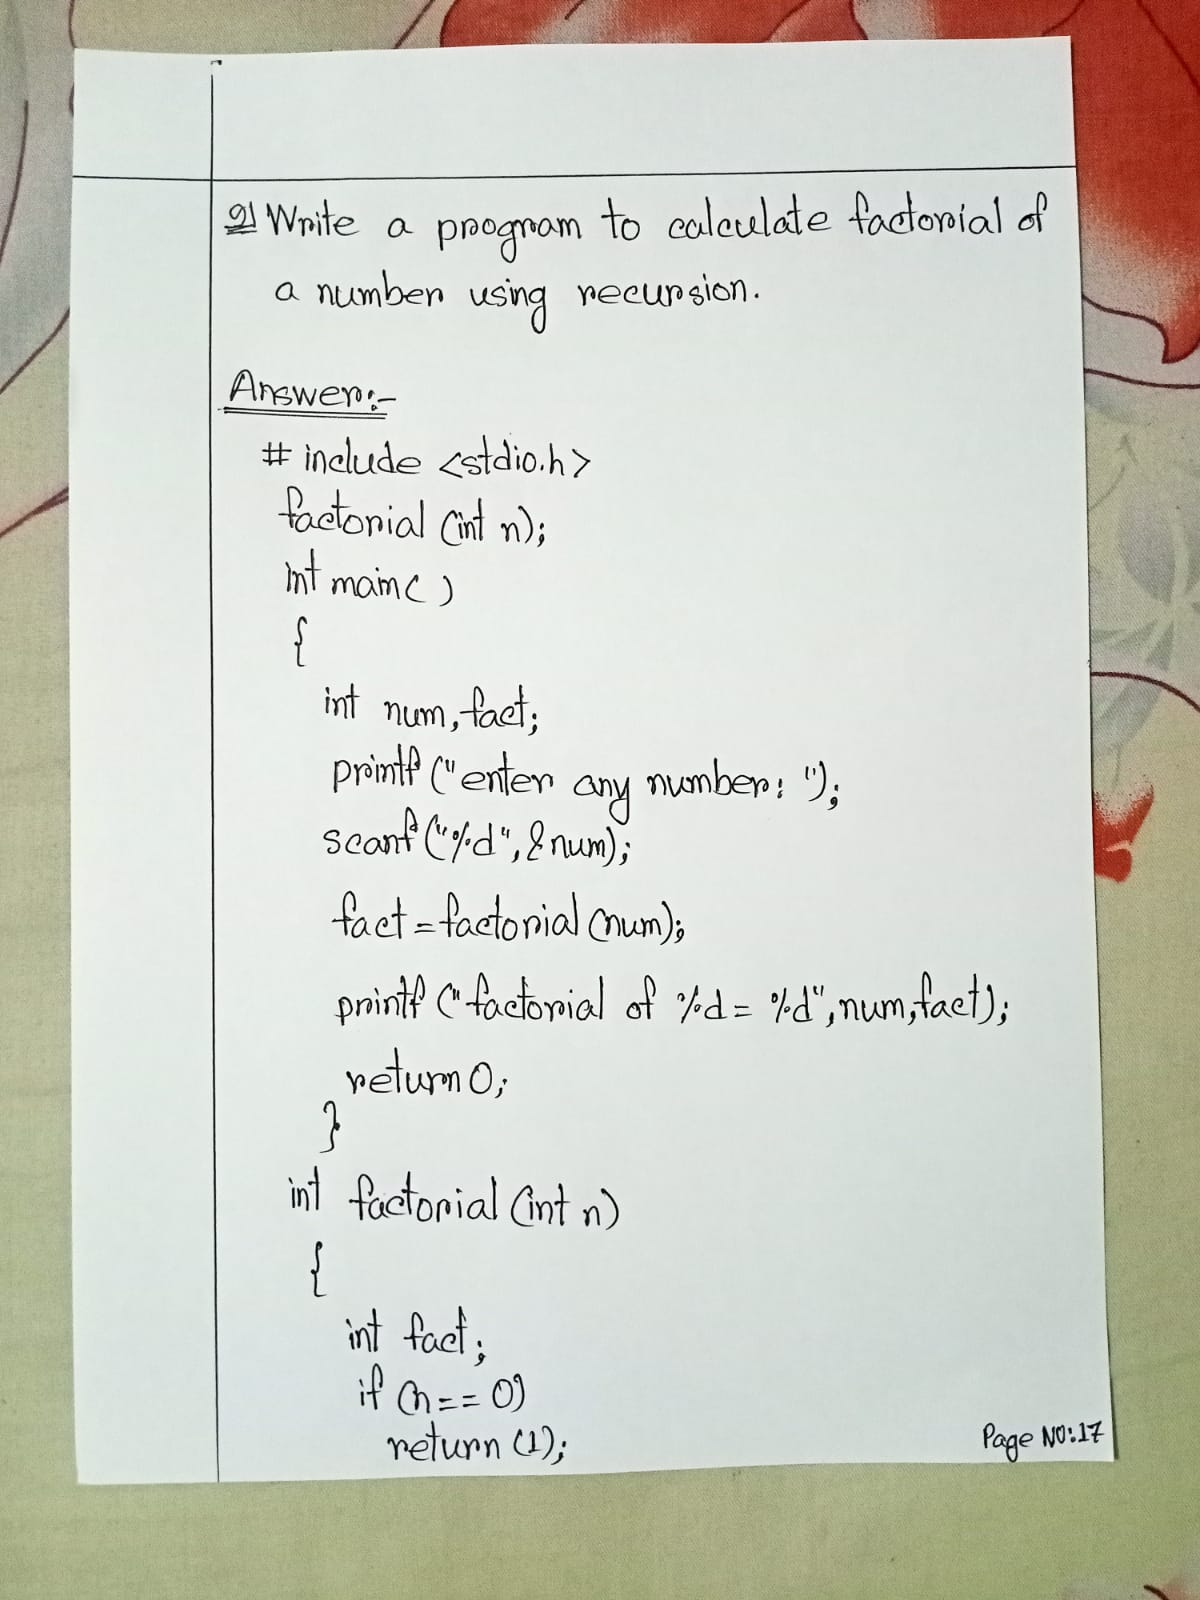 9) Write a program to calculate factorial of
a number using recursion.
Answer:-
# include <stdio.h>
factorial (int n);
int main( )
{
int num, fact;
printf ("enter any number: ");
scanf ("%d", &num);
fact = factorial (num);
printf ("factorial of %d = %d", num, fact);
return 0;
}
int factorial (int n)
{
int fact;
if (n == 0)
return (1);
Page NO: 17